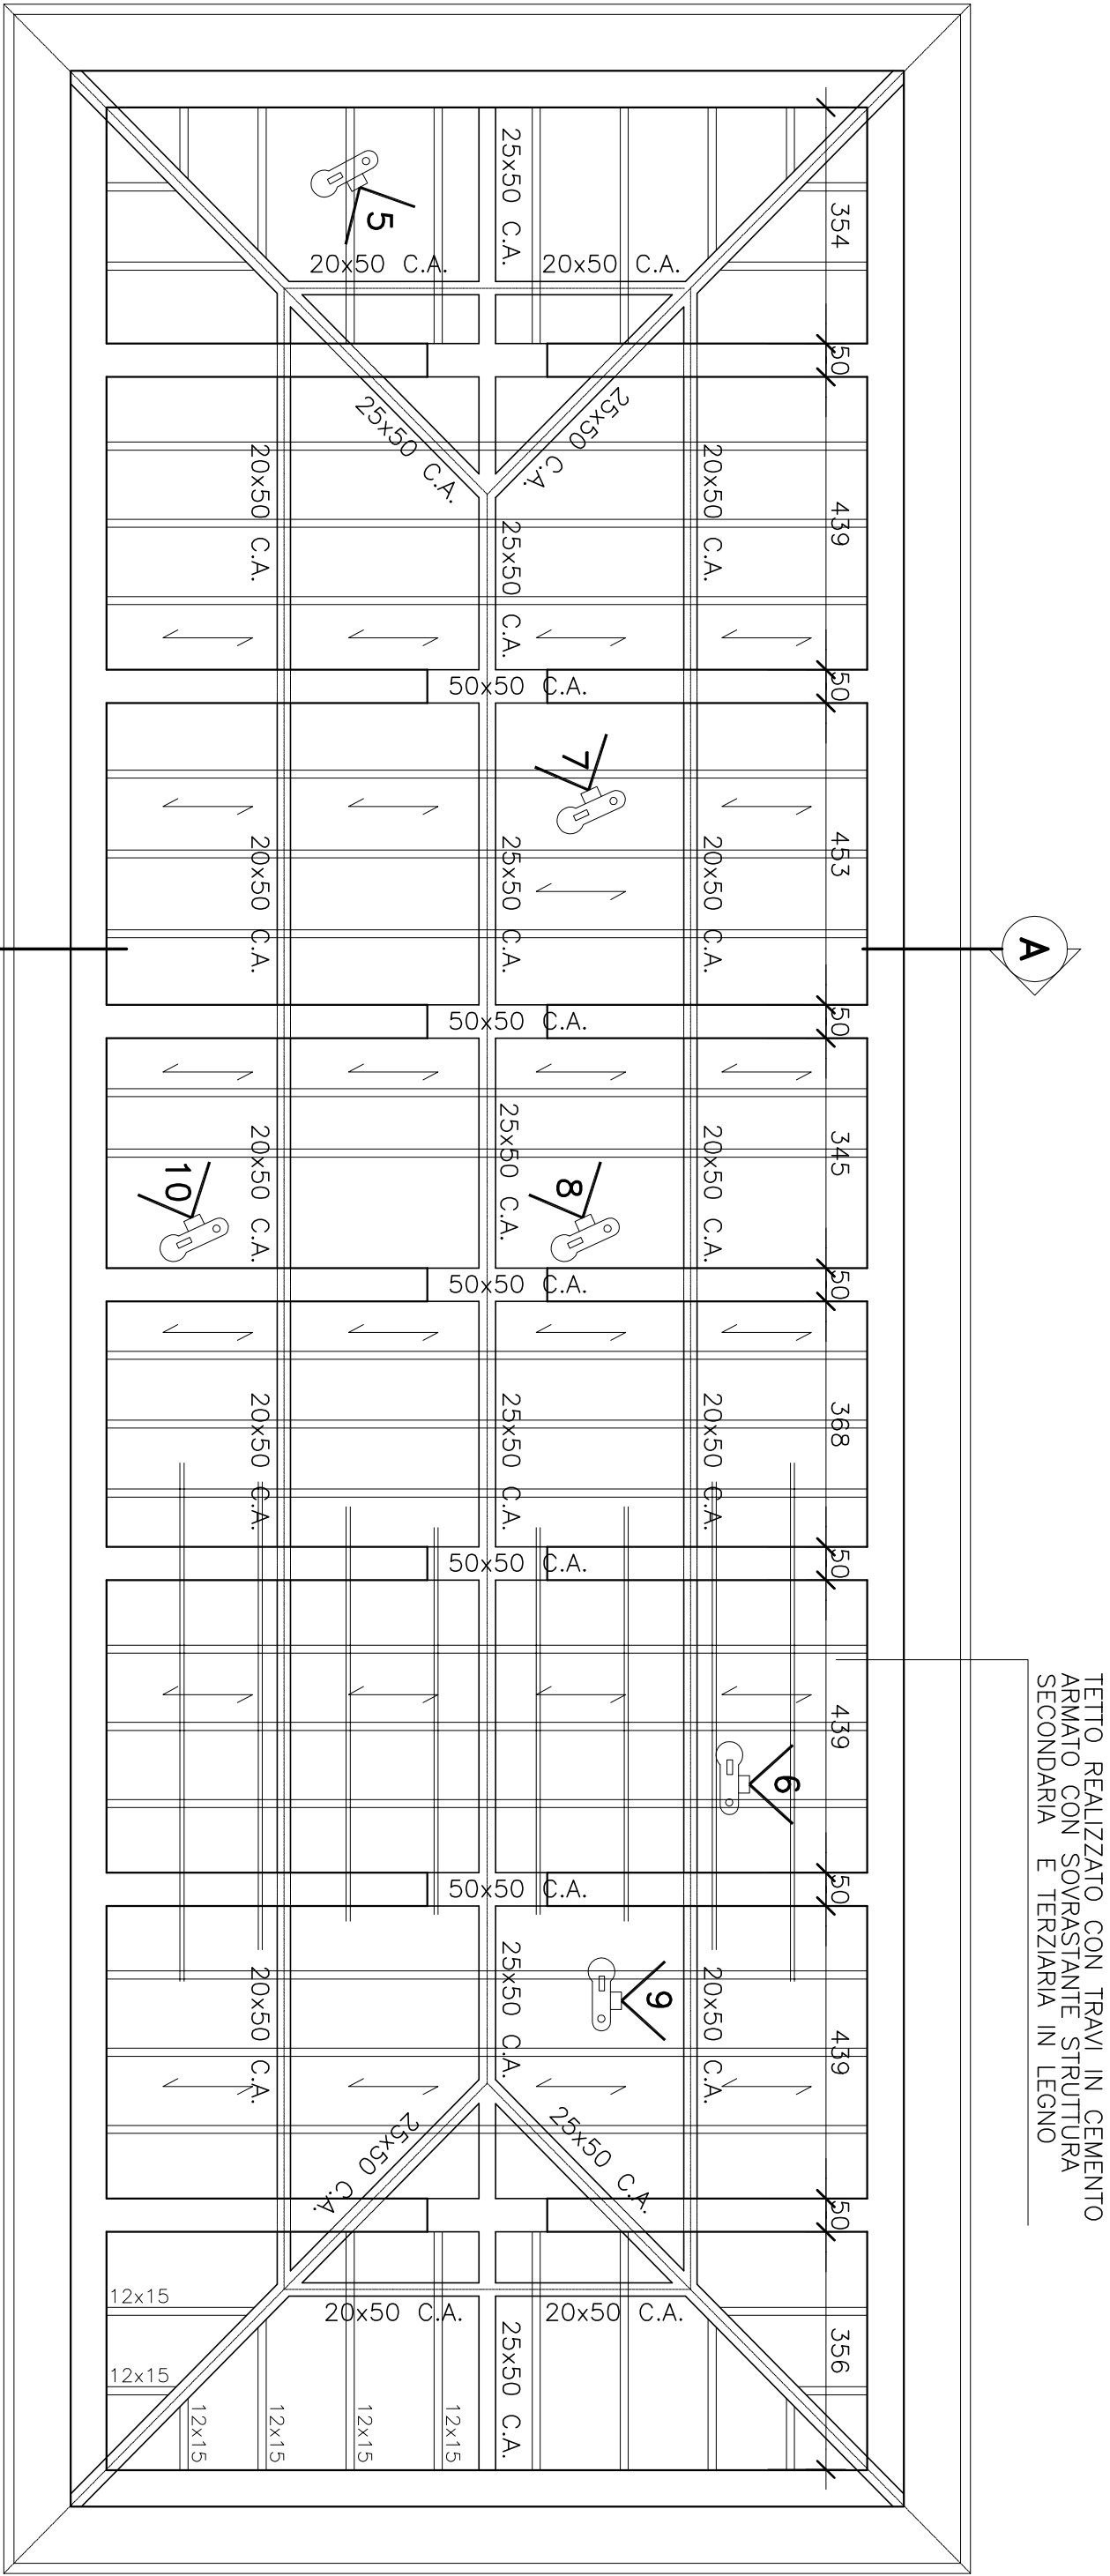 TETTO REALIZZATO CON TRAVI IN CEMENTO
ARMATO CON SOVRASTANTE STRUTTURA
SECONDARIA E TERZIARIA IN LEGNO
A
354
50
439
50
453
50
345
50
368
50
439
50
439
50
356
25x50 C.A.
20x50 C.A.
20x50 C.A.
5
25x50 C.A.
25x50 C.A.
20x50 C.A.
20x50 C.A.
25x50 C.A.
50x50 C.A.
7
20x50 C.A.
25x50 C.A.
20x50 C.A.
50x50 C.A.
20x50 C.A.
25x50 C.A.
20x50 C.A.
10
8
50x50 C.A.
20x50 C.A.
25x50 C.A.
20x50 C.A.
50x50 C.A.
6
50x50 C.A.
9
20x50 C.A.
25x50 C.A.
20x50 C.A.
25x50 C.A.
25x50 C.A.
20x50 C.A.
20x50 C.A.
25x50 C.A.
12x15
12x15
12x15
12x15
12x15
12x15